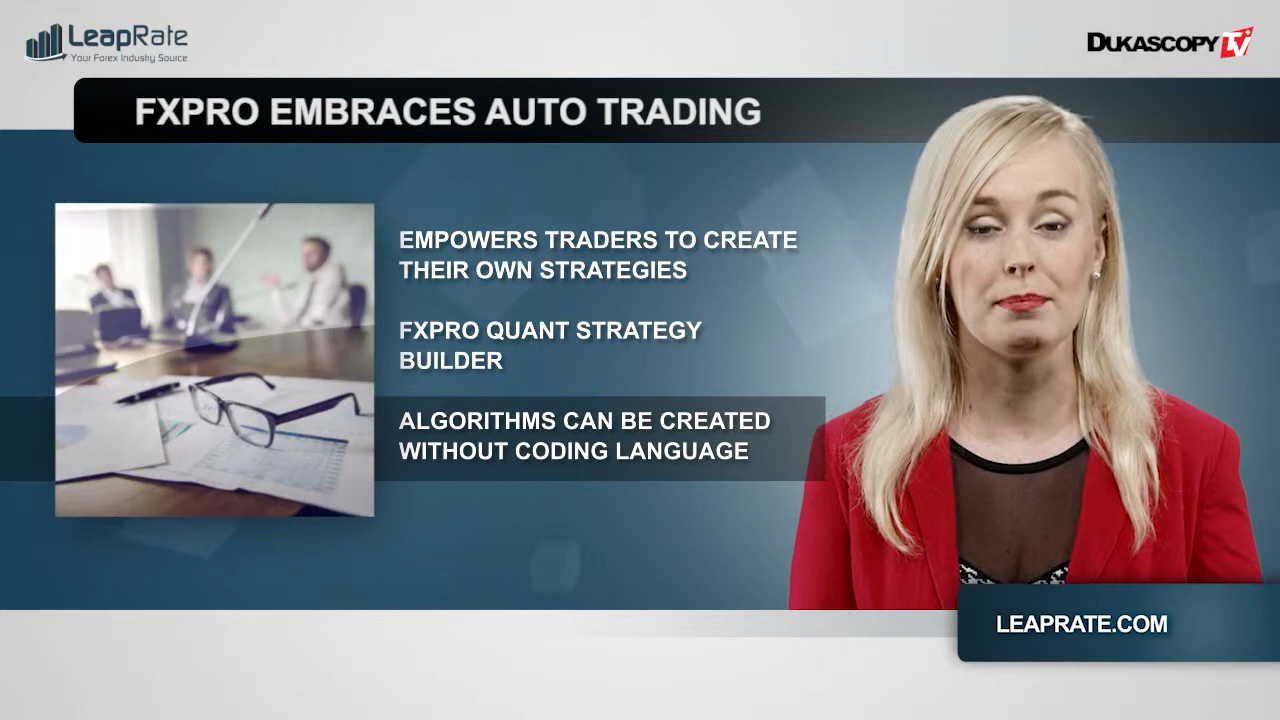 LeapRate
Your Forex Industry Source
DUKASCOPY TV
FXPRO EMBRACES AUTO TRADING
EMPOWERS TRADERS TO CREATE
THEIR OWN STRATEGIES
FXPRO QUANT STRATEGY
BUILDER
ALGORITHMS CAN BE CREATED
WITHOUT CODING LANGUAGE
LEAPRATE.COM